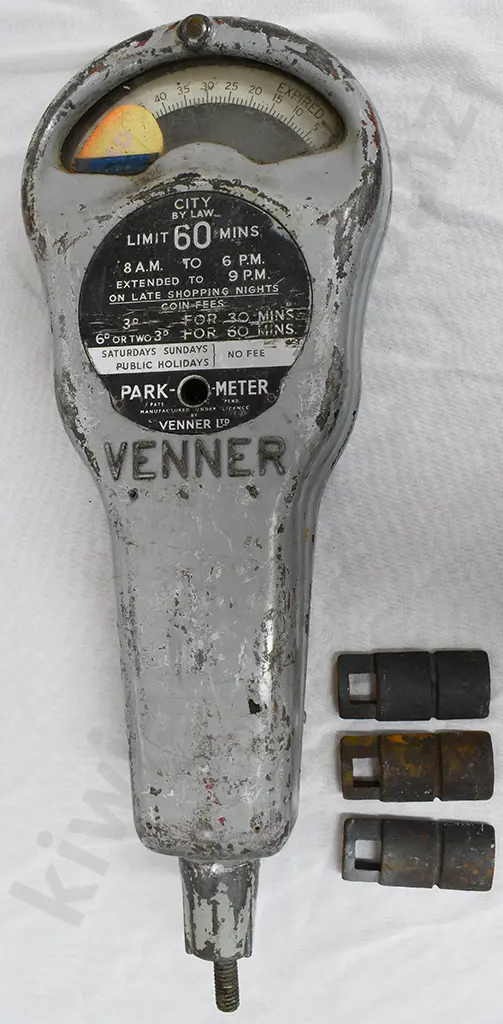 40 35 30 25 20 15 10 5
EXPIRED
CITY
BY LAW
LIMIT 60 MINS
8 A.M. TO 6 P.M.
EXTENDED TO 9 P.M.
ON LATE SHOPPING NIGHTS
COIN FEES
3ᴰ FOR 30 MINS
6ᴰ OR TWO 3ᴰ FOR 60 MINS
SATURDAYS SUNDAYS
PUBLIC HOLIDAYS
NO FEE
PARK-O-METER
PATS. PEND.
MANUFACTURED UNDER LICENCE
BY
VENNER LTD
VENNER